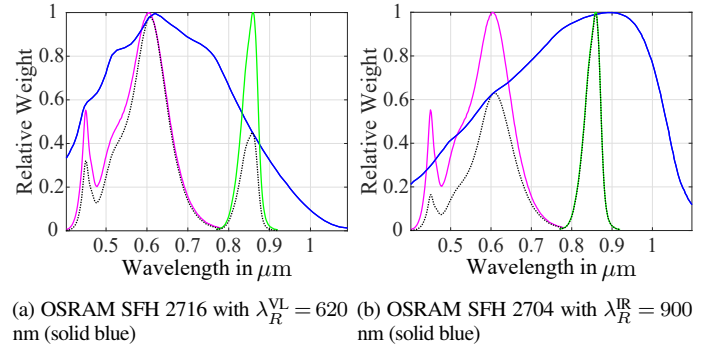 Relative Weight
1
0.8
0.6
0.4
0.2
0
0.5 0.6 0.7 0.8 0.9 1
Wavelength in μm
Relative Weight
1
0.8
0.6
0.4
0.2
0
0.5 0.6 0.7 0.8 0.9 1
Wavelength in μm
(a) OSRAM SFH 2716 with λ_R^VL = 620
nm (solid blue)
(b) OSRAM SFH 2704 with λ_R^IR = 900
nm (solid blue)